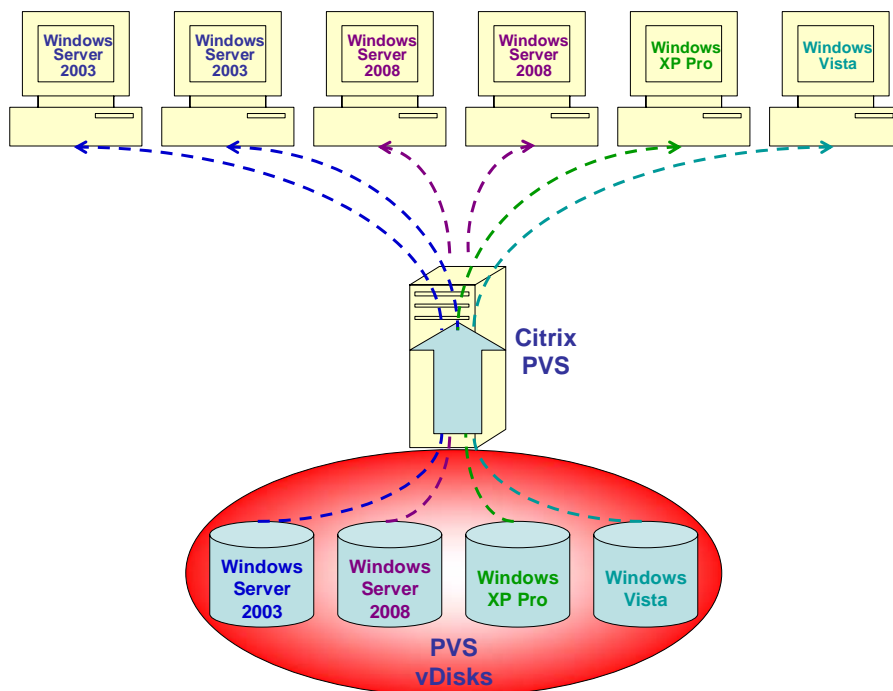 Windows
Server
2003
Windows
Server
2003
Windows
Server
2008
Windows
Server
2008
Windows
XP Pro
Windows
Vista
Citrix
PVS
Windows
Server
2003
Windows
Server
2008
Windows
XP Pro
Windows
Vista
PVS
vDisks